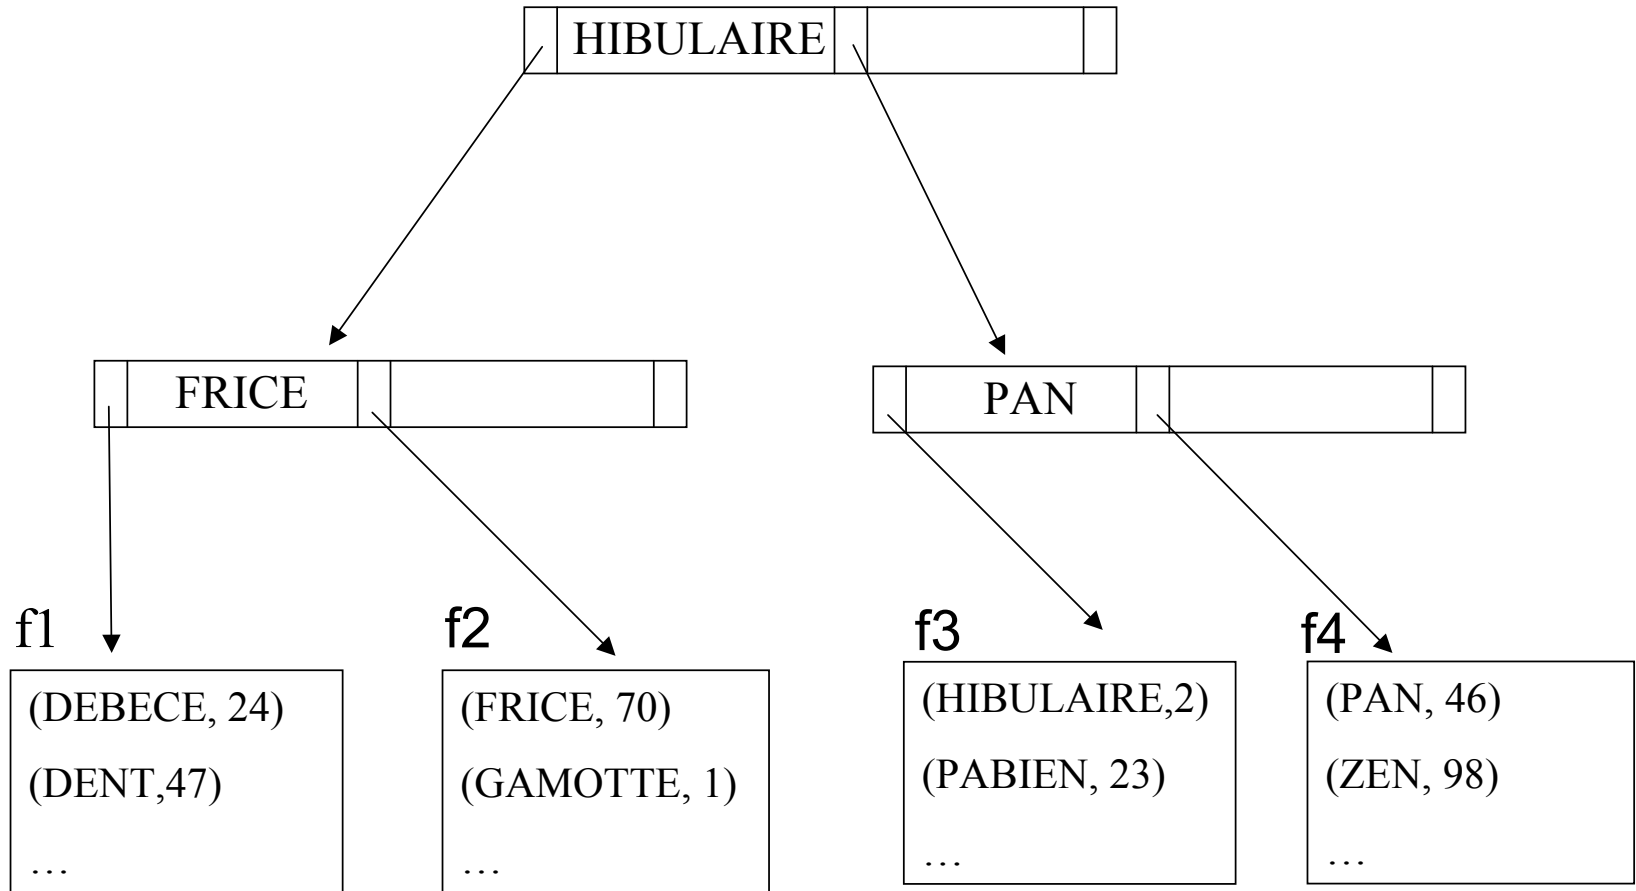 HIBULAIRE
FRICE
PAN
f1
f2
f3
f4
(DEBECE, 24)
(DENT,47)
…
(FRICE, 70)
(GAMOTTE, 1)
…
(HIBULAIRE,2)
(PABIEN, 23)
…
(PAN, 46)
(ZEN, 98)
…